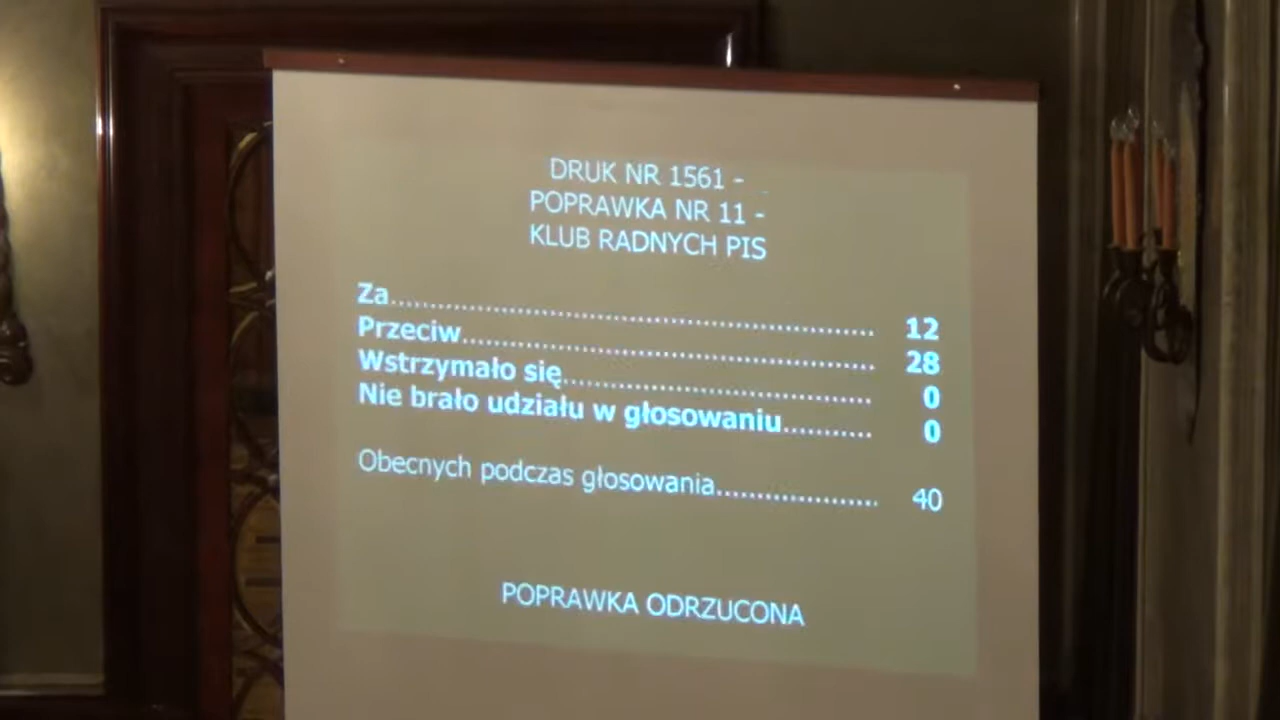 DRUK NR 1561 -
POPRAWKA NR 11 -
KLUB RADNYCH PIS
Za.......................................................... 12
Przeciw.................................................. 28
Wstrzymało się..................................... 0
Nie brało udziału w głosowaniu........... 0
Obecnych podczas głosowania................... 40
POPRAWKA ODRZUCONA